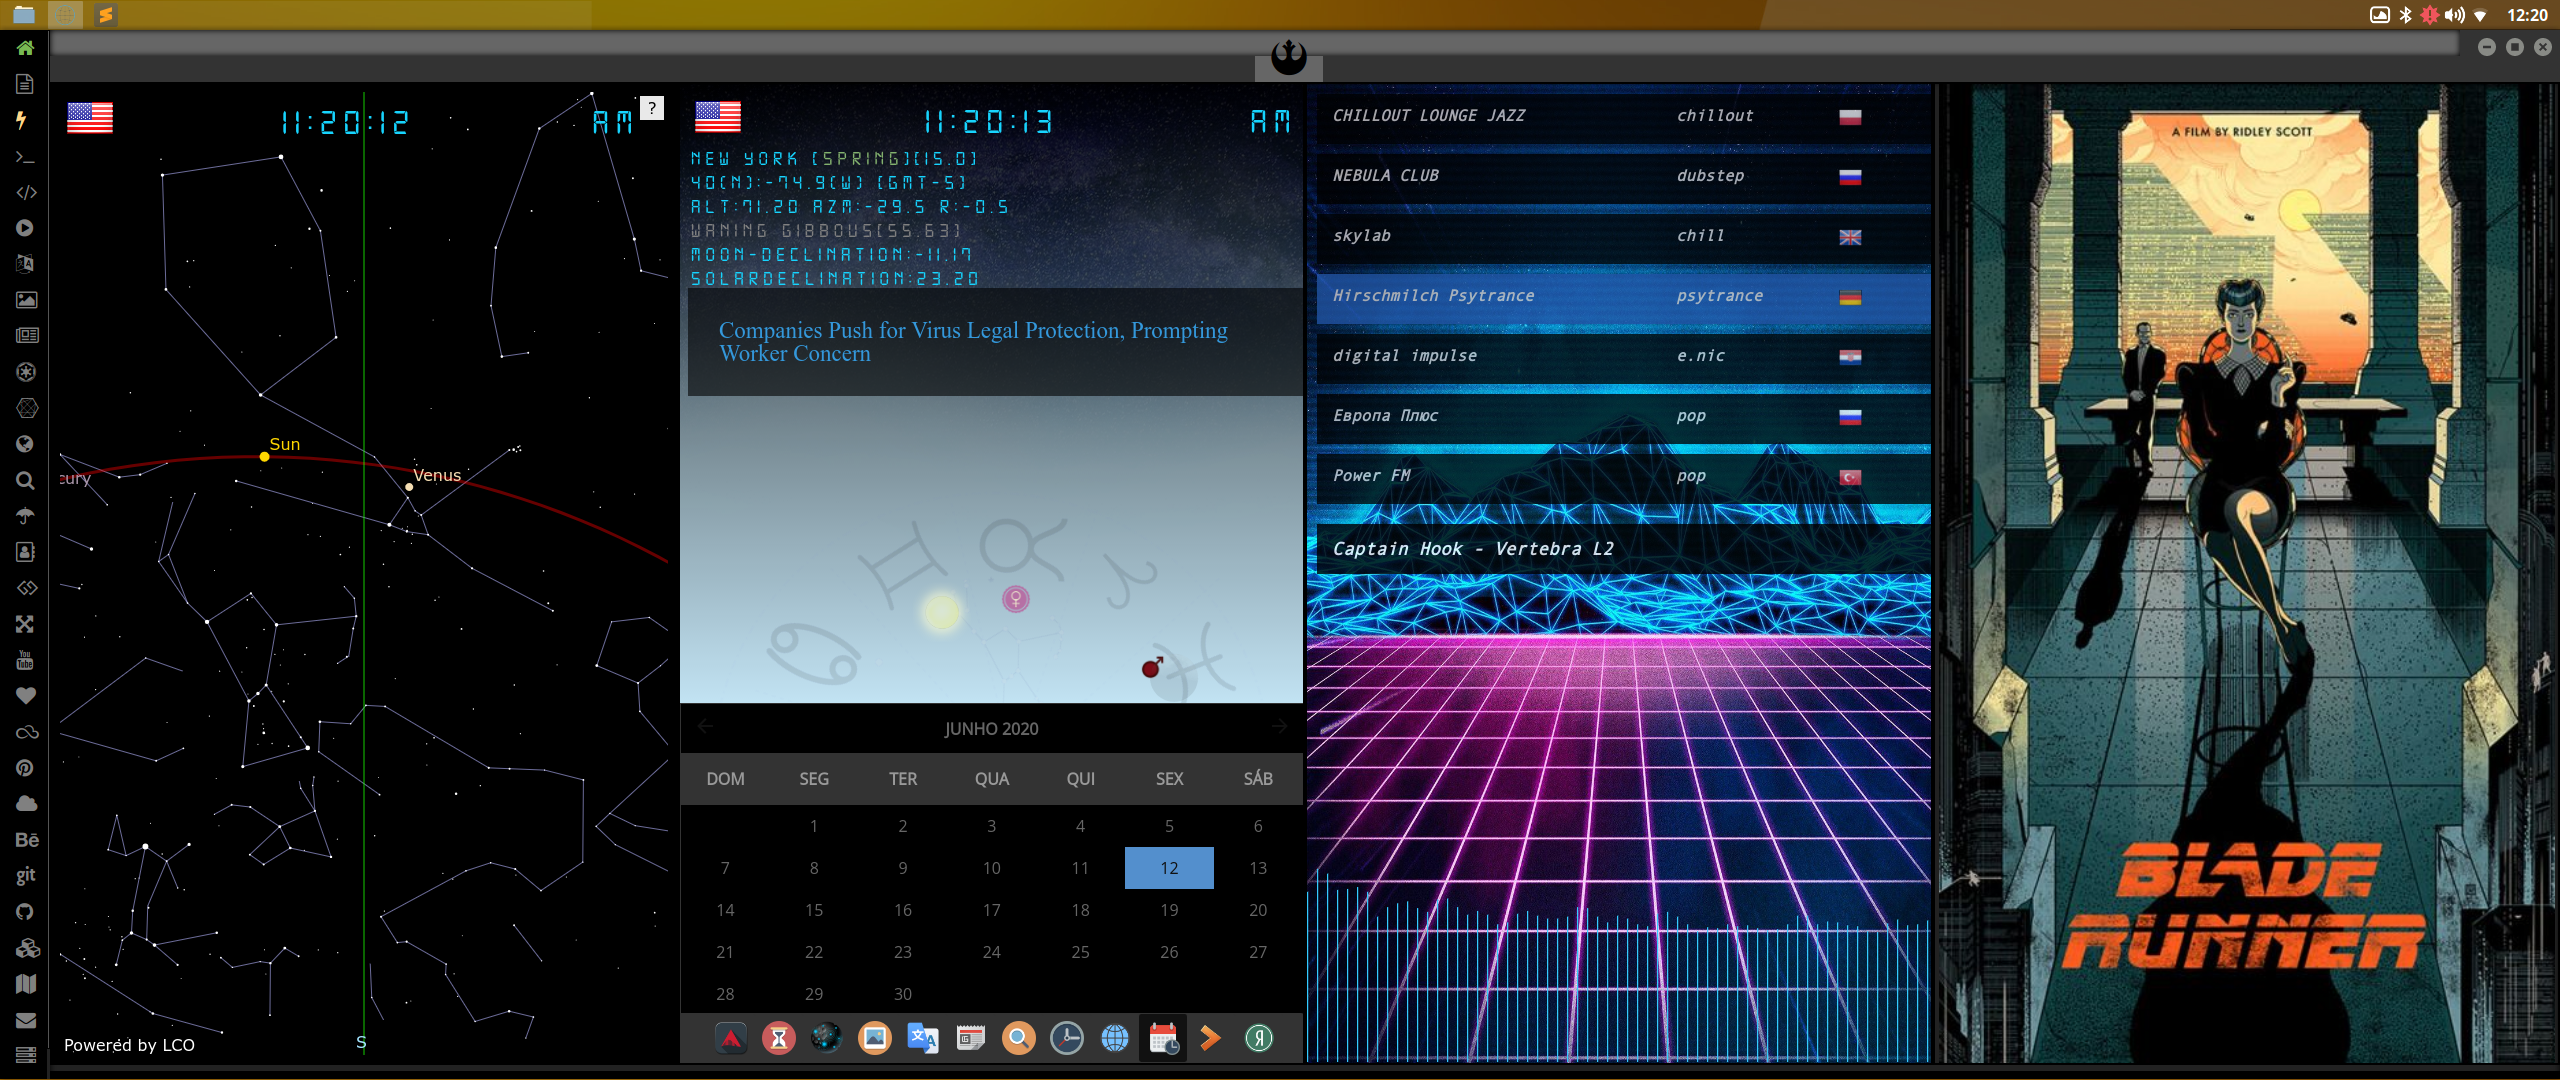 12:20
11:20:12 AM ?
Sun
Venus
cury
Powered by LCO
S
11:20:13 AM
NEW YORK [SPRING][15.0]
40(N):-74.9(W) [GMT-5]
ALT:71.20 AZM:-29.5 R:-0.5
WANING GIBBOUS[55.63]
MOON-DECLINATION:-11.17
SOLARDECLINATION:23.20
Companies Push for Virus Legal Protection, Prompting
Worker Concern
JUNHO 2020
DOM SEG TER QUA QUI SEX SÁB
1 2 3 4 5 6
7 8 9 10 11 12 13
14 15 16 17 18 19 20
21 22 23 24 25 26 27
28 29 30
CHILLOUT LOUNGE JAZZ chillout
NEBULA CLUB dubstep
skylab chill
Hirschmilch Psytrance psytrance
digital impulse e.nic
Европа Плюс pop
Power FM pop
Captain Hook - Vertebra L2
A FILM BY RIDLEY SCOTT
BLADE
RUNNER
You
Tube
Bē
git